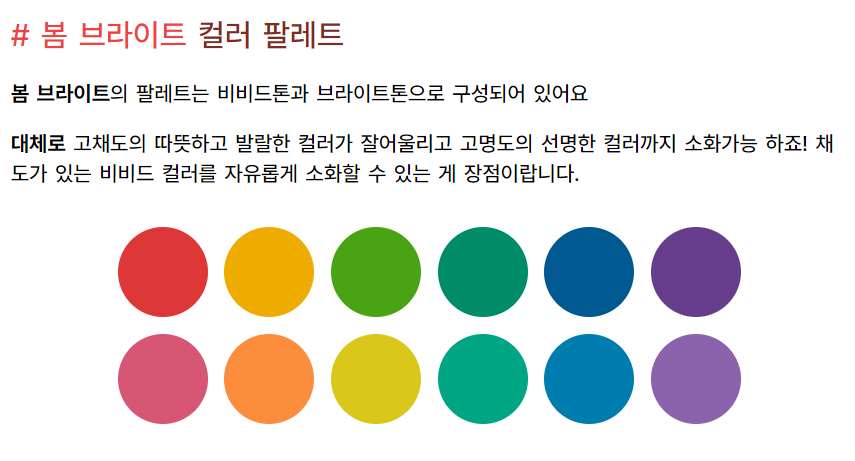 # 봄 브라이트 컬러 팔레트
봄 브라이트의 팔레트는 비비드톤과 브라이트톤으로 구성되어 있어요
대체로 고채도의 따뜻하고 발랄한 컬러가 잘어울리고 고명도의 선명한 컬러까지 소화가능 하죠! 채
도가 있는 비비드 컬러를 자유롭게 소화할 수 있는 게 장점이랍니다.